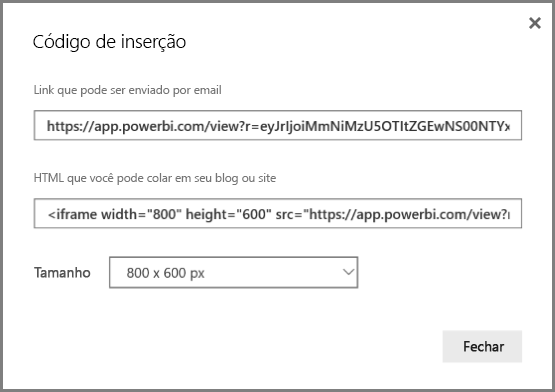 Código de inserção
Link que pode ser enviado por email
https://app.powerbi.com/view?r=eyJrIjoiMmNiMzU5OTItZGEwNS00NTYx
HTML que você pode colar em seu blog ou site
<iframe width="800" height="600" src="https://app.powerbi.com/view?r
Tamanho 800 x 600 px
Fechar